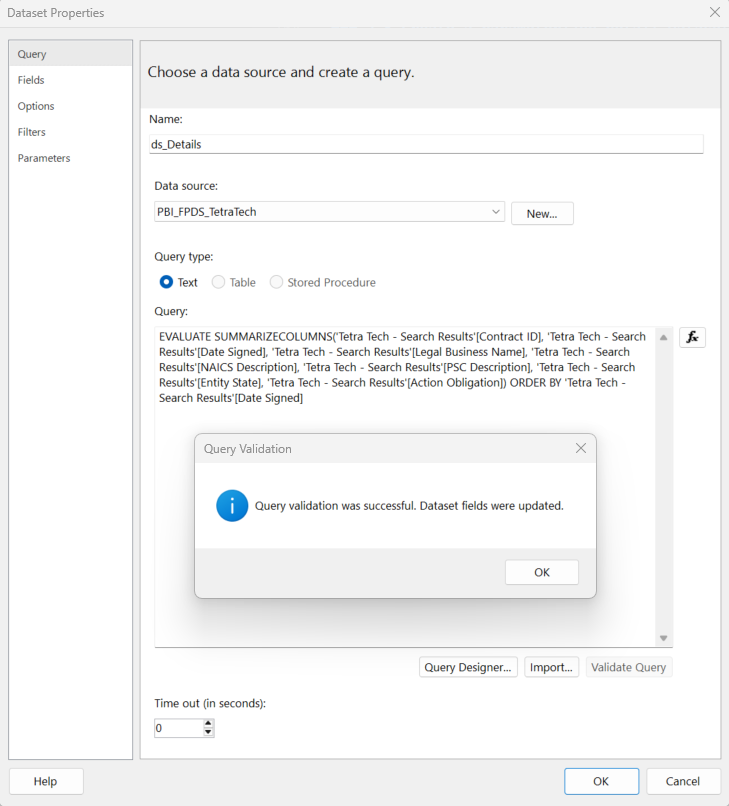 Dataset Properties
Query
Fields
Options
Filters
Parameters
Choose a data source and create a query.
Name:
ds_Details
Data source:
PBI_FPDS_TetraTech
New...
Query type:
Text
Table
Stored Procedure
Query:
EVALUATE SUMMARIZECOLUMNS('Tetra Tech - Search Results'[Contract ID], 'Tetra Tech - Search
Results'[Date Signed], 'Tetra Tech - Search Results'[Legal Business Name], 'Tetra Tech - Search
Results'[NAICS Description], 'Tetra Tech - Search Results'[PSC Description], 'Tetra Tech - Search
Results'[Entity State], 'Tetra Tech - Search Results'[Action Obligation]) ORDER BY 'Tetra Tech -
Search Results'[Date Signed]
fx
Query Validation
Query validation was successful. Dataset fields were updated.
OK
Query Designer...
Import...
Validate Query
Time out (in seconds):
0
Help
OK
Cancel